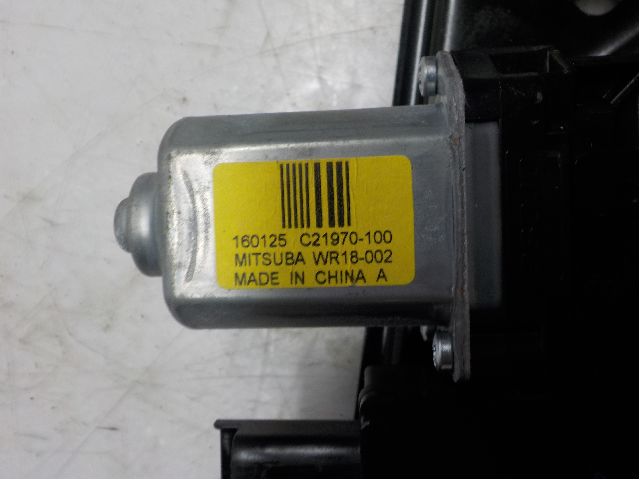 160125 C21970-100
MITSUBA WR18-002
MADE IN CHINA A